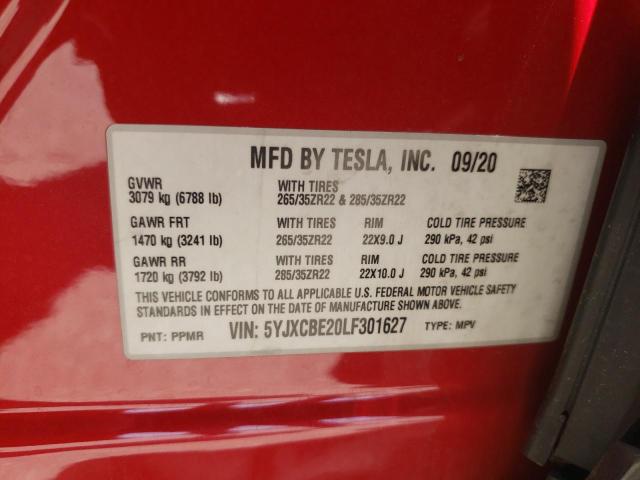 MFD BY TESLA, INC. 09/20
GVWR WITH TIRES
3079 kg (6788 lb) 265/35ZR22 & 285/35ZR22
GAWR FRT WITH TIRES RIM COLD TIRE PRESSURE
1470 kg (3241 lb) 265/35ZR22 22X9.0 J 290 kPa, 42 psi
GAWR RR WITH TIRES RIM COLD TIRE PRESSURE
1720 kg (3792 lb) 285/35ZR22 22X10.0 J 290 kPa, 42 psi
THIS VEHICLE CONFORMS TO ALL APPLICABLE U.S. FEDERAL MOTOR VEHICLE SAFETY
STANDARDS IN EFFECT ON THE DATE OF MANUFACTURE SHOWN ABOVE.
PNT: PPMR VIN: 5YJXCBE20LF301627 TYPE: MPV